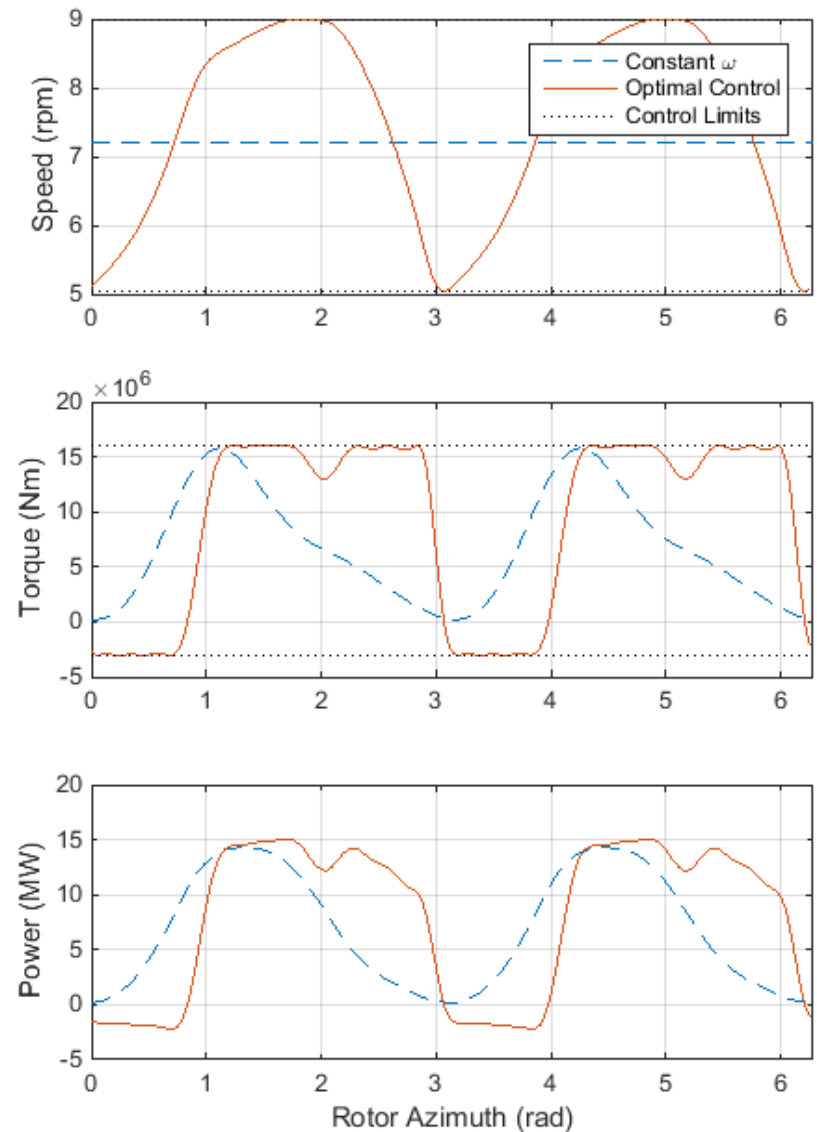 9
8
7
6
5
Speed (rpm)
Constant ω
Optimal Control
Control Limits
0 1 2 3 4 5 6
× 10⁶
20
15
10
5
0
-5
Torque (Nm)
0 1 2 3 4 5 6
20
15
10
5
0
-5
Power (MW)
0 1 2 3 4 5 6
Rotor Azimuth (rad)